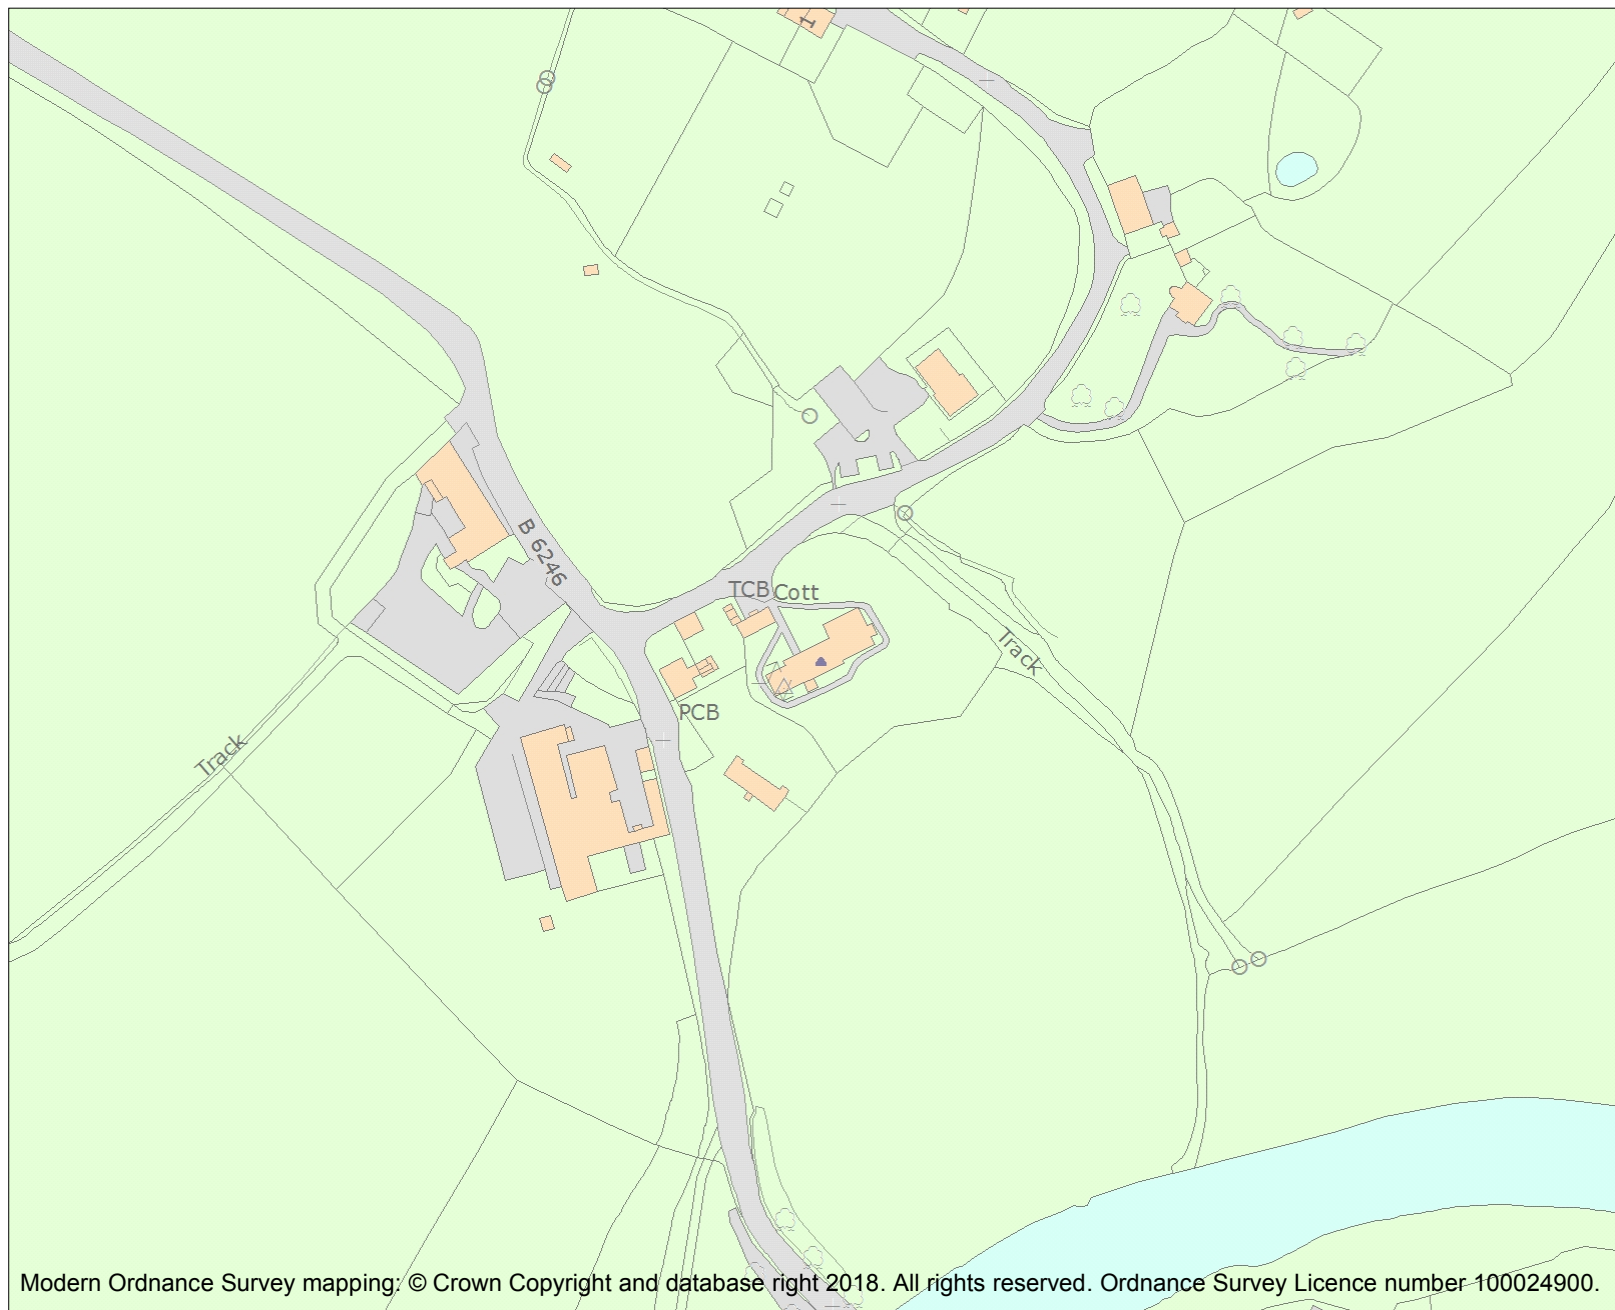 1
B 6246
TCB
Cott
Track
PCB
Track
Modern Ordnance Survey mapping: © Crown Copyright and database right 2018. All rights reserved. Ordnance Survey Licence number 100024900.